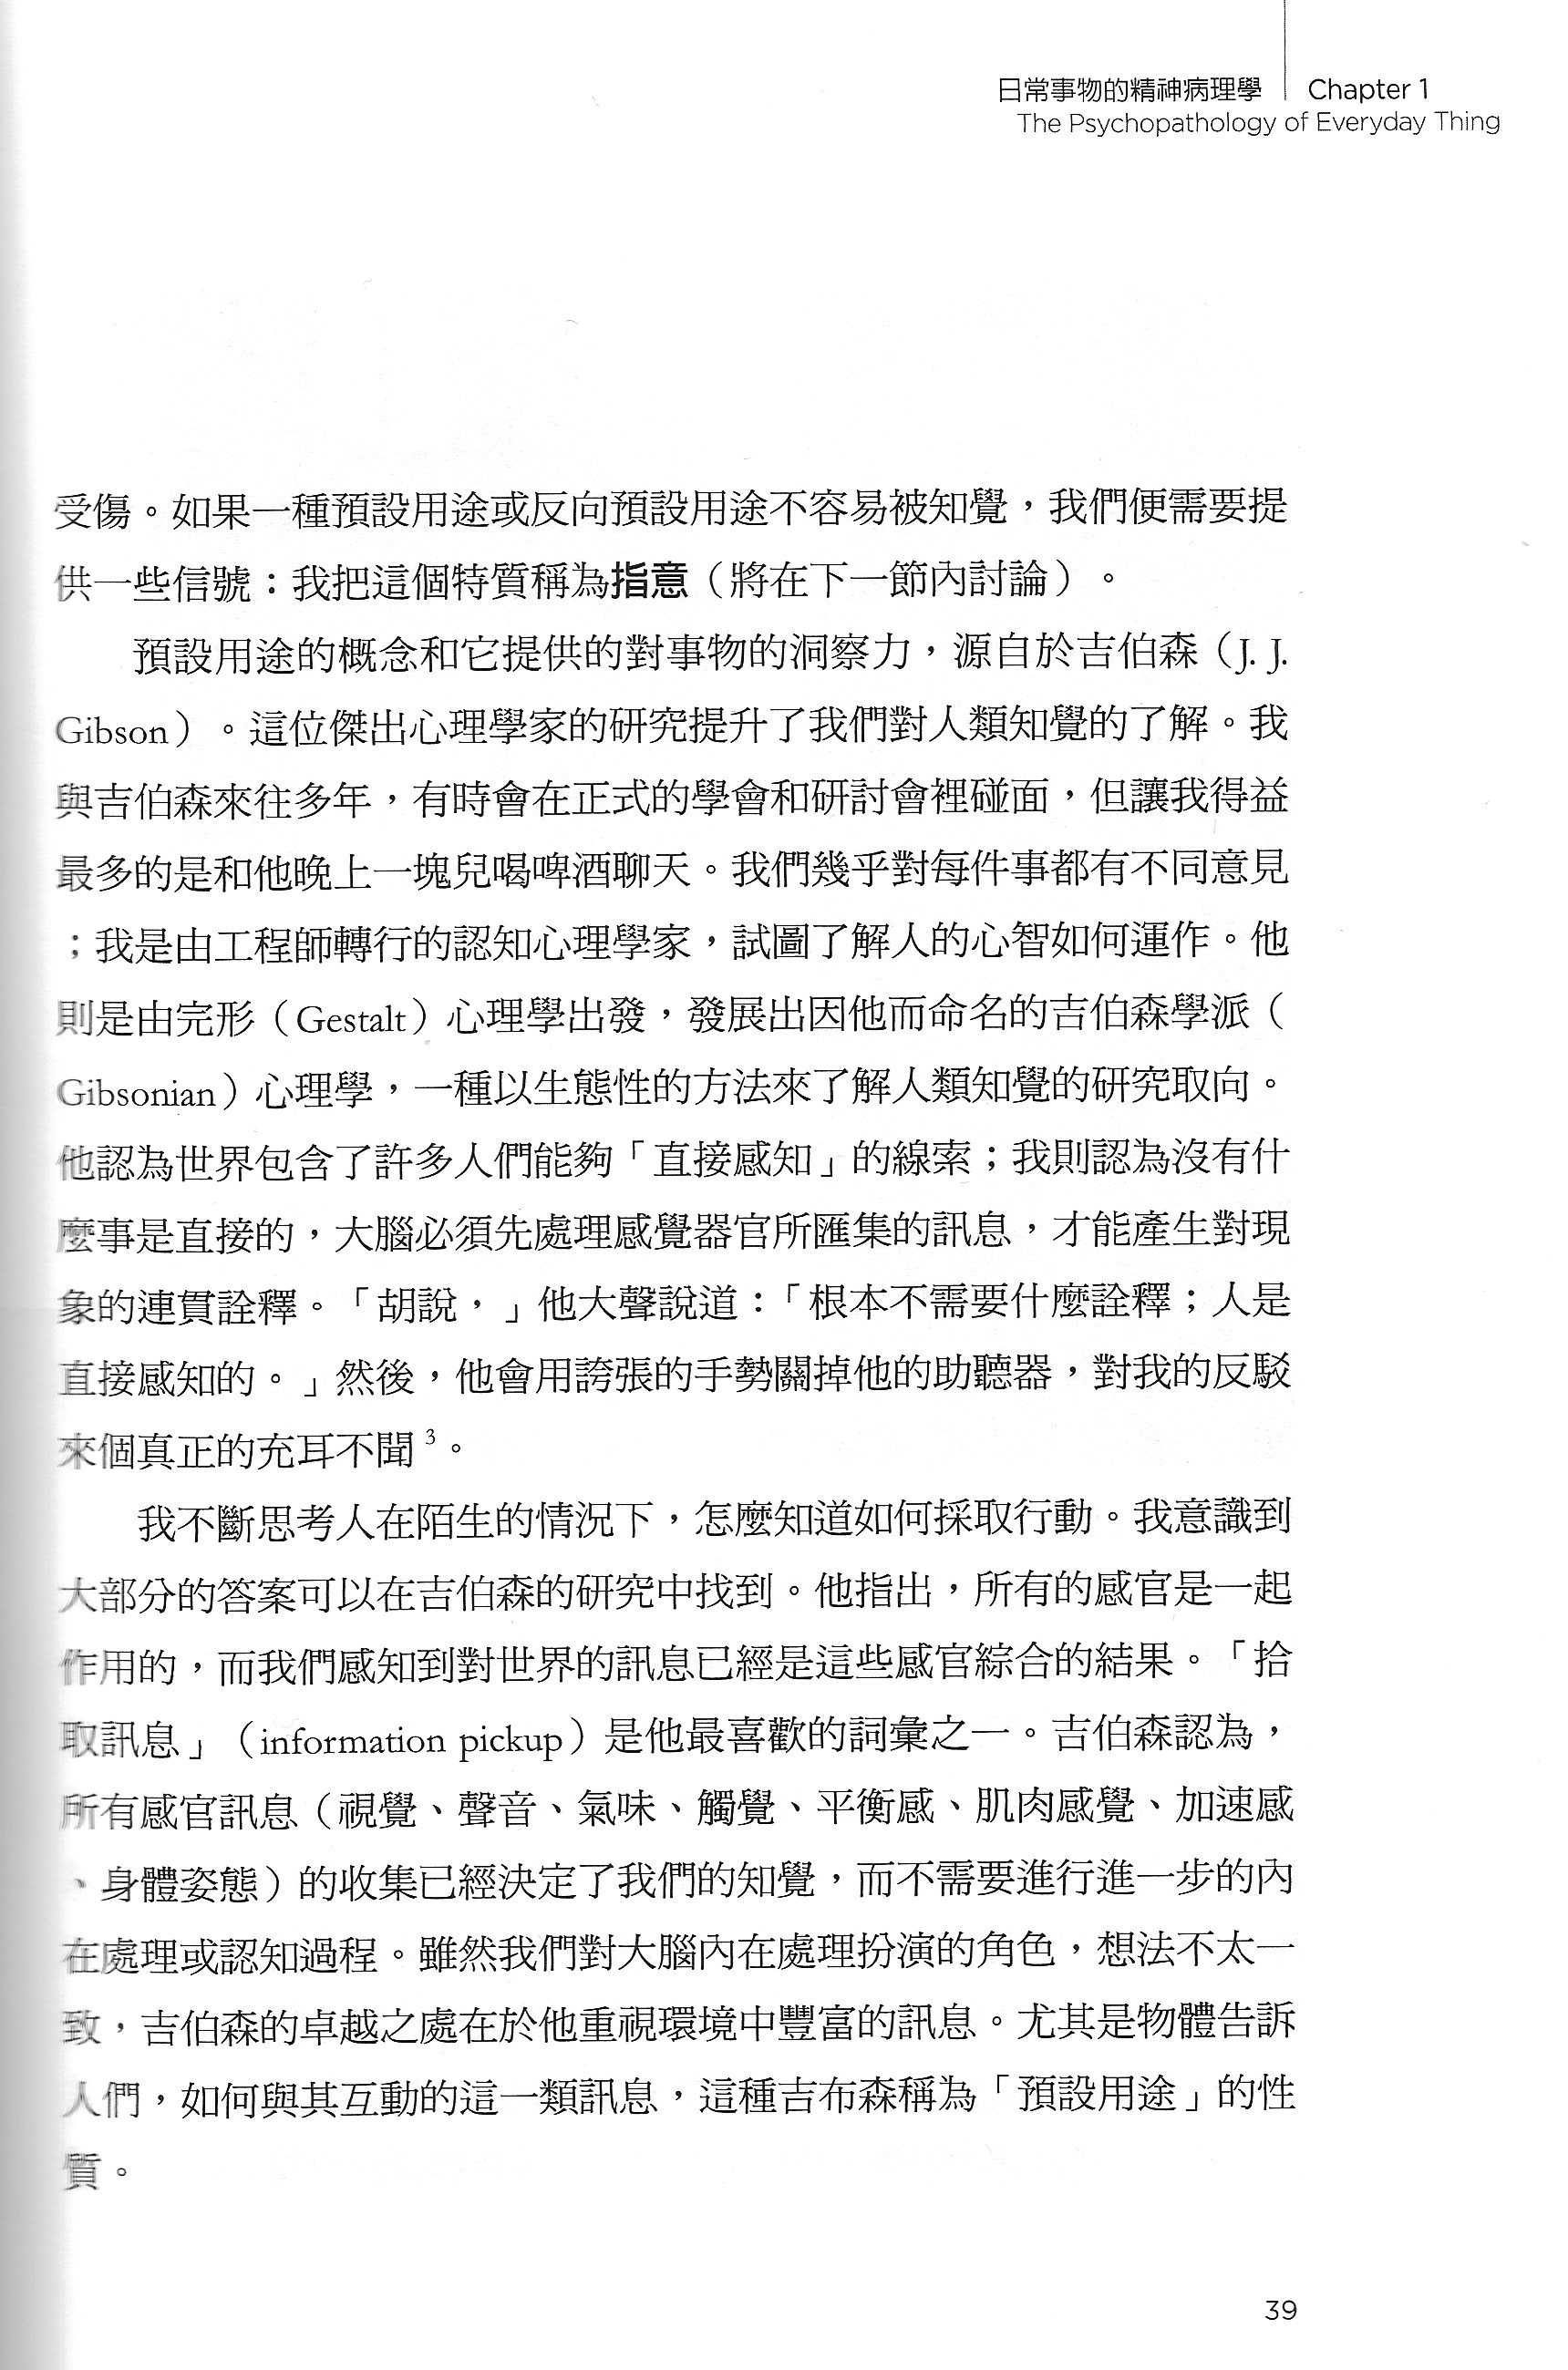 日常事物的精神病理學 Chapter 1
The Psychopathology of Everyday Thing
受傷。如果一種預設用途或反向預設用途不容易被知覺,我們便需要提
供一些信號:我把這個特質稱為指意(將在下一節內討論)。
預設用途的概念和它提供的對事物的洞察力,源自於吉伯森(J. J.
Gibson)。這位傑出心理學家的研究提升了我們對人類知覺的了解。我
與吉伯森來往多年,有時會在正式的學會和研討會裡碰面,但讓我得益
最多的是和他晚上一塊兒喝啤酒聊天。我們幾乎對每件事都有不同意見
;我是由工程師轉行的認知心理學家,試圖了解人的心智如何運作。他
則是由完形(Gestalt)心理學出發,發展出因他而命名的吉伯森學派(
Gibsonian)心理學,一種以生態性的方法來了解人類知覺的研究取向。
他認為世界包含了許多人們能夠「直接感知」的線索;我則認為沒有什
麼事是直接的,大腦必須先處理感覺器官所匯集的訊息,才能產生對現
象的連貫詮釋。「胡說,」他大聲說道:「根本不需要什麼詮釋;人是
直接感知的。」然後,他會用誇張的手勢關掉他的助聽器,對我的反駁
來個真正的充耳不聞3。
我不斷思考人在陌生的情況下,怎麼知道如何採取行動。我意識到
大部分的答案可以在吉伯森的研究中找到。他指出,所有的感官是一起
作用的,而我們感知到對世界的訊息已經是這些感官綜合的結果。「拾
取訊息」(information pickup)是他最喜歡的詞彙之一。吉伯森認為,
所有感官訊息(視覺、聲音、氣味、觸覺、平衡感、肌肉感覺、加速感
、身體姿態)的收集已經決定了我們的知覺,而不需要進行進一步的內
在處理或認知過程。雖然我們對大腦內在處理扮演的角色,想法不太一
致,吉伯森的卓越之處在於他重視環境中豐富的訊息。尤其是物體告訴
人們,如何與其互動的這一類訊息,這種吉布森稱為「預設用途」的性
質。
39